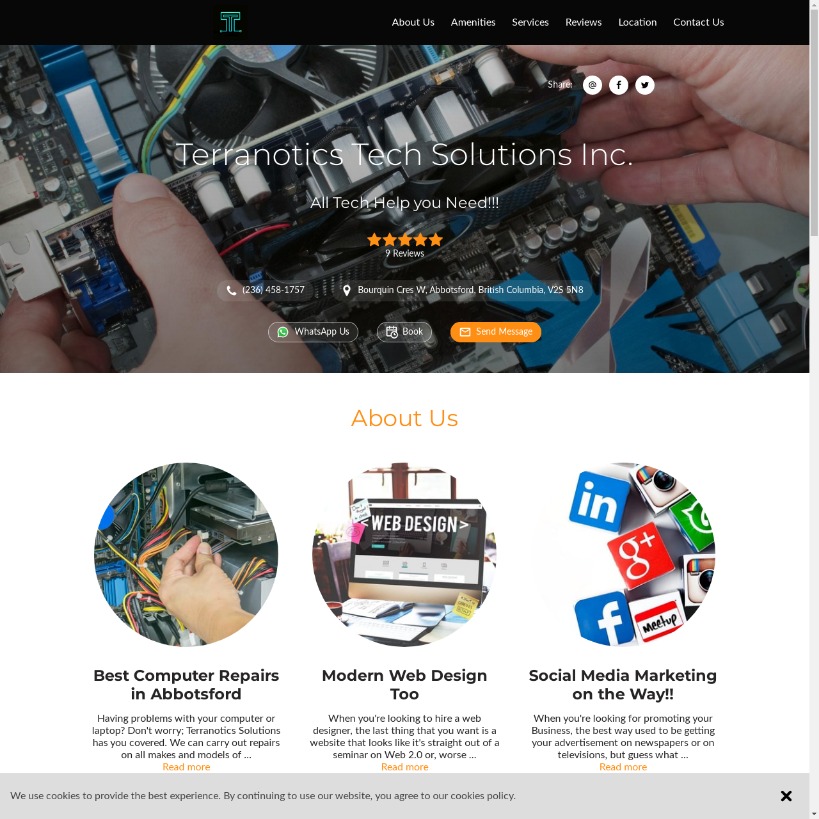 About Us Amenities Services Reviews Location Contact Us
Share:
Terranotics Tech Solutions Inc.
All Tech Help you Need!!!
9 Reviews
(236) 458-1757 Bourquin Cres W, Abbotsford, British Columbia, V2S 5N8
WhatsApp Us Book Send Message
About Us
<WEB DESIGN>
in
g+
f
Meetup
Best Computer Repairs
in Abbotsford
Having problems with your computer or
laptop? Don't worry; Terranotics Solutions
has you covered. We can carry out repairs
on all makes and models of ...
Read more
Modern Web Design
Too
When you're looking to hire a web
designer, the last thing that you want is a
website that looks like it's straight out of a
seminar on Web 2.0 or, worse ...
Read more
Social Media Marketing
on the Way!!
When you're looking for promoting your
Business, the best way used to be getting
your advertisement on newspapers or on
televisions, but guess what ...
Read more
We use cookies to provide the best experience. By continuing to use our website, you agree to our cookies policy.